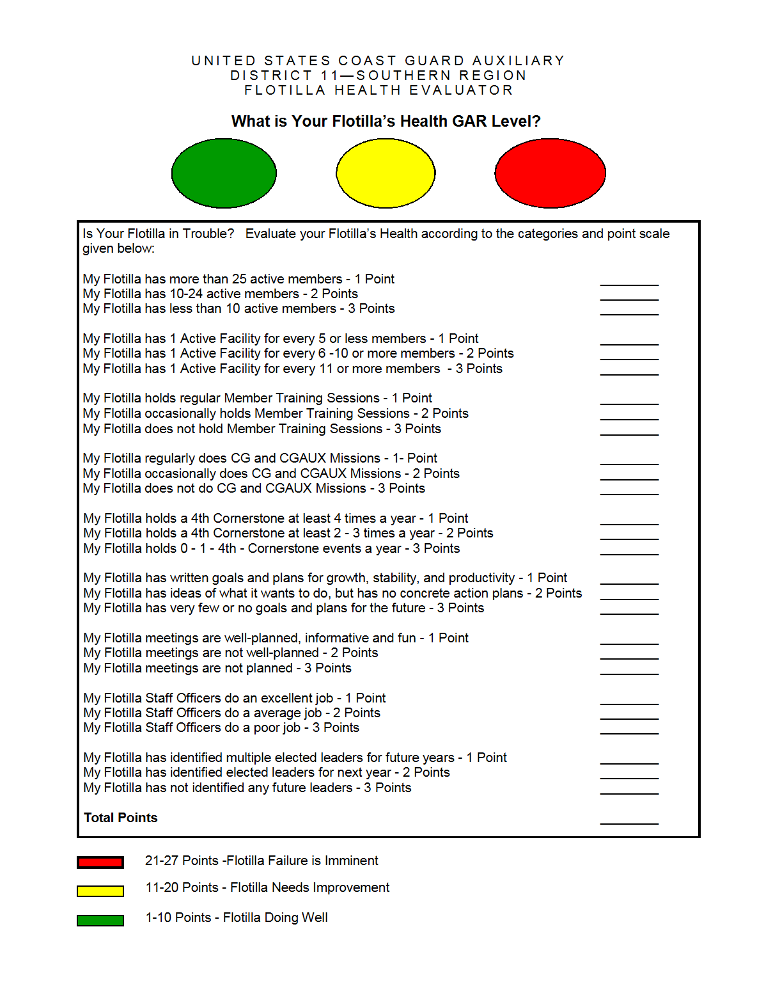 UNITED STATES COAST GUARD AUXILIARY
DISTRICT 11—SOUTHERN REGION
FLOTILLA HEALTH EVALUATOR
What is Your Flotilla’s Health GAR Level?
Is Your Flotilla in Trouble?   Evaluate your Flotilla’s Health according to the categories and point scale
given below:
My Flotilla has more than 25 active members - 1 Point ________
My Flotilla has 10-24 active members - 2 Points ________
My Flotilla has less than 10 active members - 3 Points ________
My Flotilla has 1 Active Facility for every 5 or less members - 1 Point ________
My Flotilla has 1 Active Facility for every 6 -10 or more members - 2 Points ________
My Flotilla has 1 Active Facility for every 11 or more members  - 3 Points ________
My Flotilla holds regular Member Training Sessions - 1 Point ________
My Flotilla occasionally holds Member Training Sessions - 2 Points ________
My Flotilla does not hold Member Training Sessions - 3 Points ________
My Flotilla regularly does CG and CGAUX Missions - 1- Point ________
My Flotilla occasionally does CG and CGAUX Missions - 2 Points ________
My Flotilla does not do CG and CGAUX Missions - 3 Points ________
My Flotilla holds a 4th Cornerstone at least 4 times a year - 1 Point ________
My Flotilla holds a 4th Cornerstone at least 2 - 3 times a year - 2 Points ________
My Flotilla holds 0 - 1 - 4th - Cornerstone events a year - 3 Points ________
My Flotilla has written goals and plans for growth, stability, and productivity - 1 Point ________
My Flotilla has ideas of what it wants to do, but has no concrete action plans - 2 Points ________
My Flotilla has very few or no goals and plans for the future - 3 Points ________
My Flotilla meetings are well-planned, informative and fun - 1 Point ________
My Flotilla meetings are not well-planned - 2 Points ________
My Flotilla meetings are not planned - 3 Points ________
My Flotilla Staff Officers do an excellent job - 1 Point ________
My Flotilla Staff Officers do a average job - 2 Points ________
My Flotilla Staff Officers do a poor job - 3 Points ________
My Flotilla has identified multiple elected leaders for future years - 1 Point ________
My Flotilla has identified elected leaders for next year - 2 Points ________
My Flotilla has not identified any future leaders - 3 Points ________
Total Points ________
21-27 Points -Flotilla Failure is Imminent
11-20 Points - Flotilla Needs Improvement
1-10 Points - Flotilla Doing Well